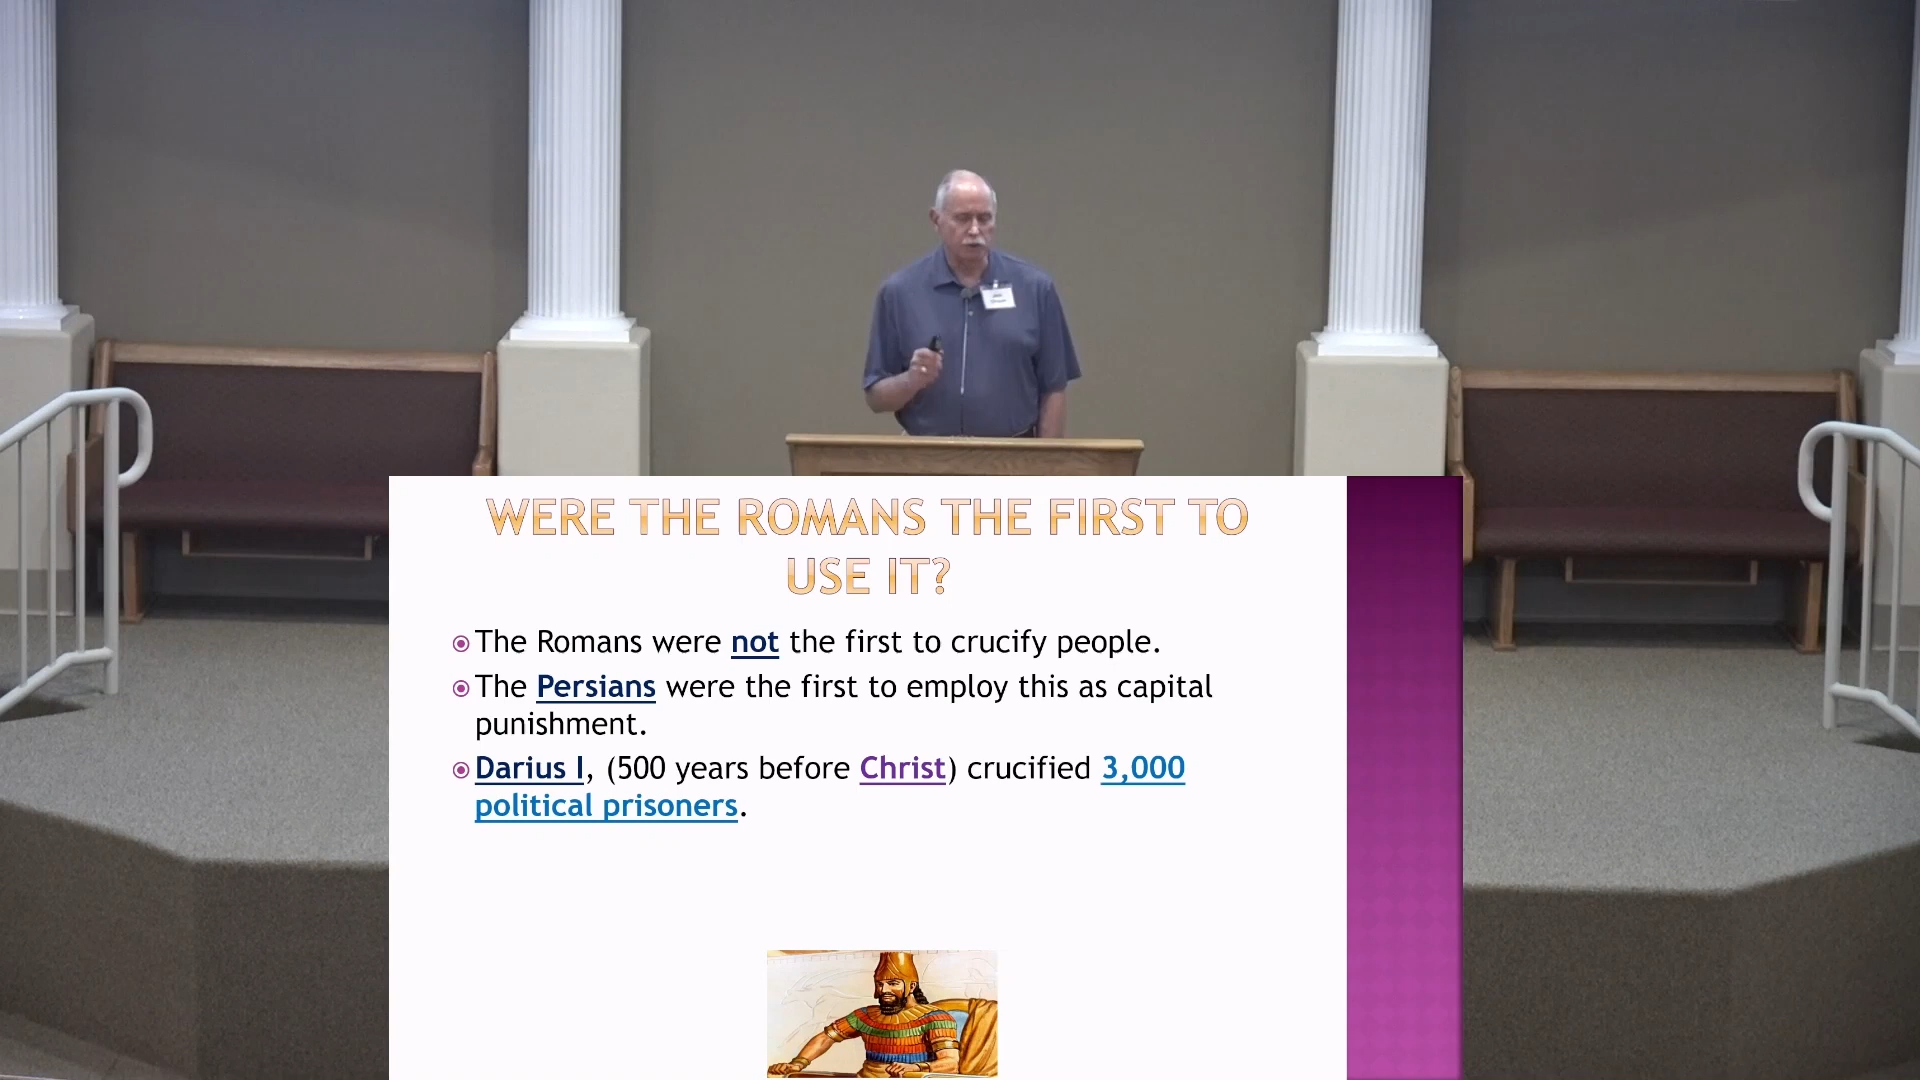 WERE THE ROMANS THE FIRST TO
USE IT?
The Romans were not the first to crucify people.
The Persians were the first to employ this as capital
punishment.
Darius I, (500 years before Christ) crucified 3,000
political prisoners.